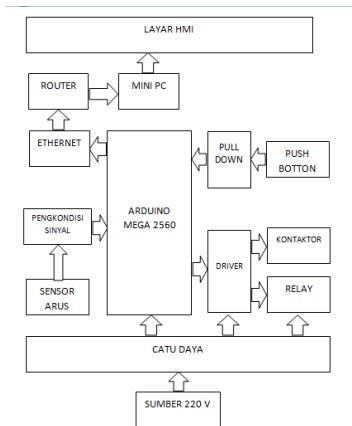 LAYAR HMI
ROUTER
MINI PC
ETHERNET
PULL
DOWN
PUSH
BOTTON
ARDUINO
MEGA 2560
PENGKONDISI
SINYAL
KONTAKTOR
DRIVER
SENSOR
ARUS
RELAY
CATU DAYA
SUMBER 220 V